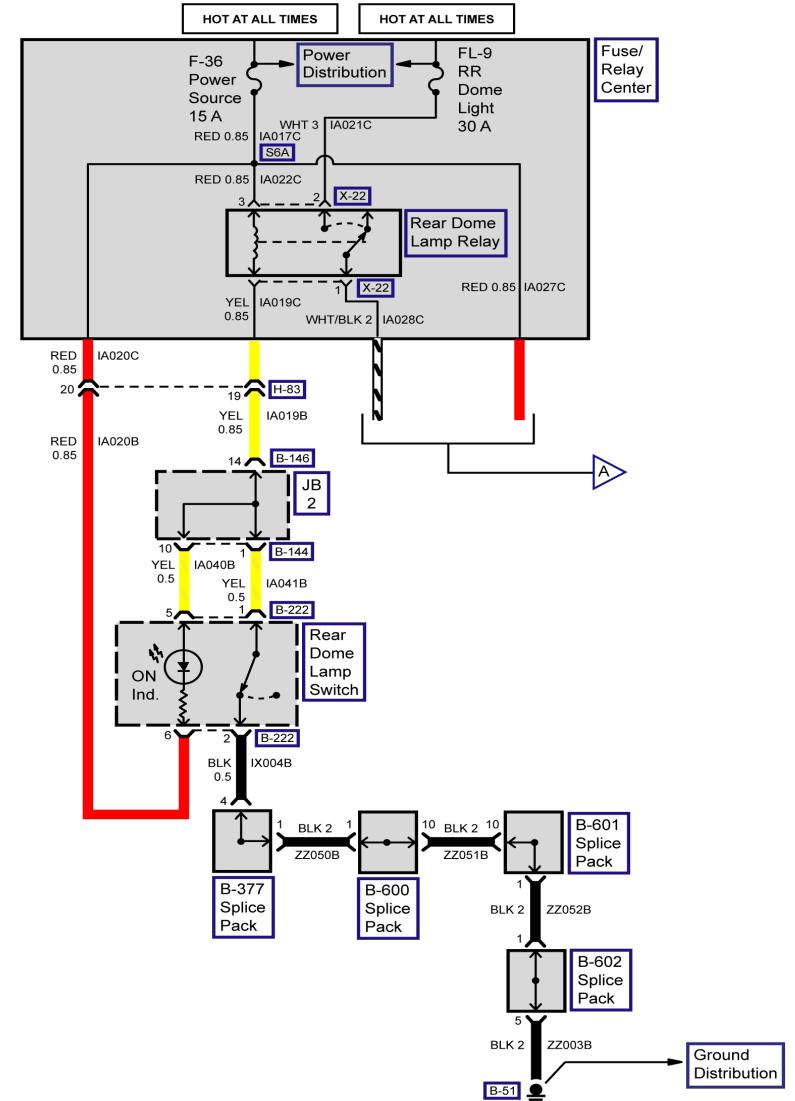 HOT AT ALL TIMES
HOT AT ALL TIMES
F-36
Power
Source
15 A
Power
Distribution
FL-9
RR
Dome
Light
30 A
Fuse/
Relay
Center
WHT 3
IA021C
RED 0.85
IA017C
S6A
RED 0.85
IA022C
3
2
X-22
Rear Dome
Lamp Relay
1
X-22
RED 0.85
IA027C
YEL
0.85
IA019C
WHT/BLK 2
IA028C
RED
0.85
IA020C
20
19
H-83
YEL
0.85
IA019B
RED
0.85
IA020B
14
B-146
A
JB
2
10
1
B-144
YEL
0.5
IA040B
YEL
0.5
IA041B
5
1
B-222
ON
Ind.
Rear
Dome
Lamp
Switch
6
2
B-222
BLK
0.5
IX004B
4
1
BLK 2
1
ZZ050B
10
BLK 2
10
ZZ051B
B-601
Splice
Pack
B-377
Splice
Pack
B-600
Splice
Pack
1
BLK 2
ZZ052B
1
B-602
Splice
Pack
5
BLK 2
ZZ003B
Ground
Distribution
B-51